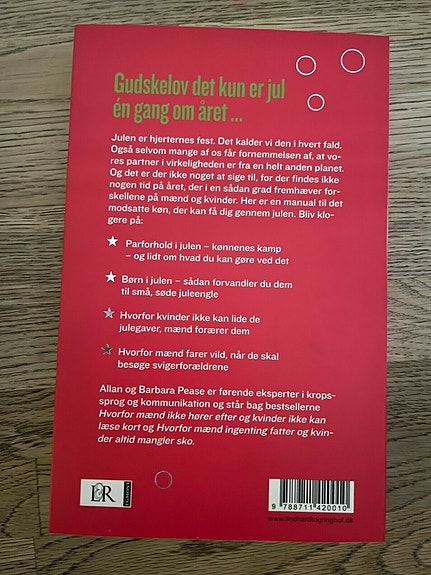 Gudskelov det kun er jul
én gang om året ...
Julen er hjerternes fest. Det kalder vi den i hvert fald.
Også selvom mange af os får fornemmelsen af, at vo-
res partner i virkeligheden er fra en helt anden planet.
Og det er der ikke noget at sige til, for der findes ikke
nogen tid på året, der i en sådan grad fremhæver for-
skellene på mænd og kvinder. Her er en manual til det
modsatte køn, der kan få dig gennem julen. Bliv klo-
gere på:
Parforhold i julen – kønnenes kamp
– og lidt om hvad du kan gøre ved det
Børn i julen – sådan forvandler du dem
til små, søde juleengle
Hvorfor kvinder ikke kan lide de
julegaver, mænd forærer dem
Hvorfor mænd farer vild, når de skal
besøge svigerforældrene
Allan og Barbara Pease er førende eksperter i krops-
sprog og kommunikation og står bag bestsellerne
Hvorfor mænd ikke hører efter og kvinder ikke kan
læse kort og Hvorfor mænd ingenting fatter og kvin-
der altid mangler sko.
L&R
EGMONT
9 788711 420010
www.lindhardtogringhof.dk